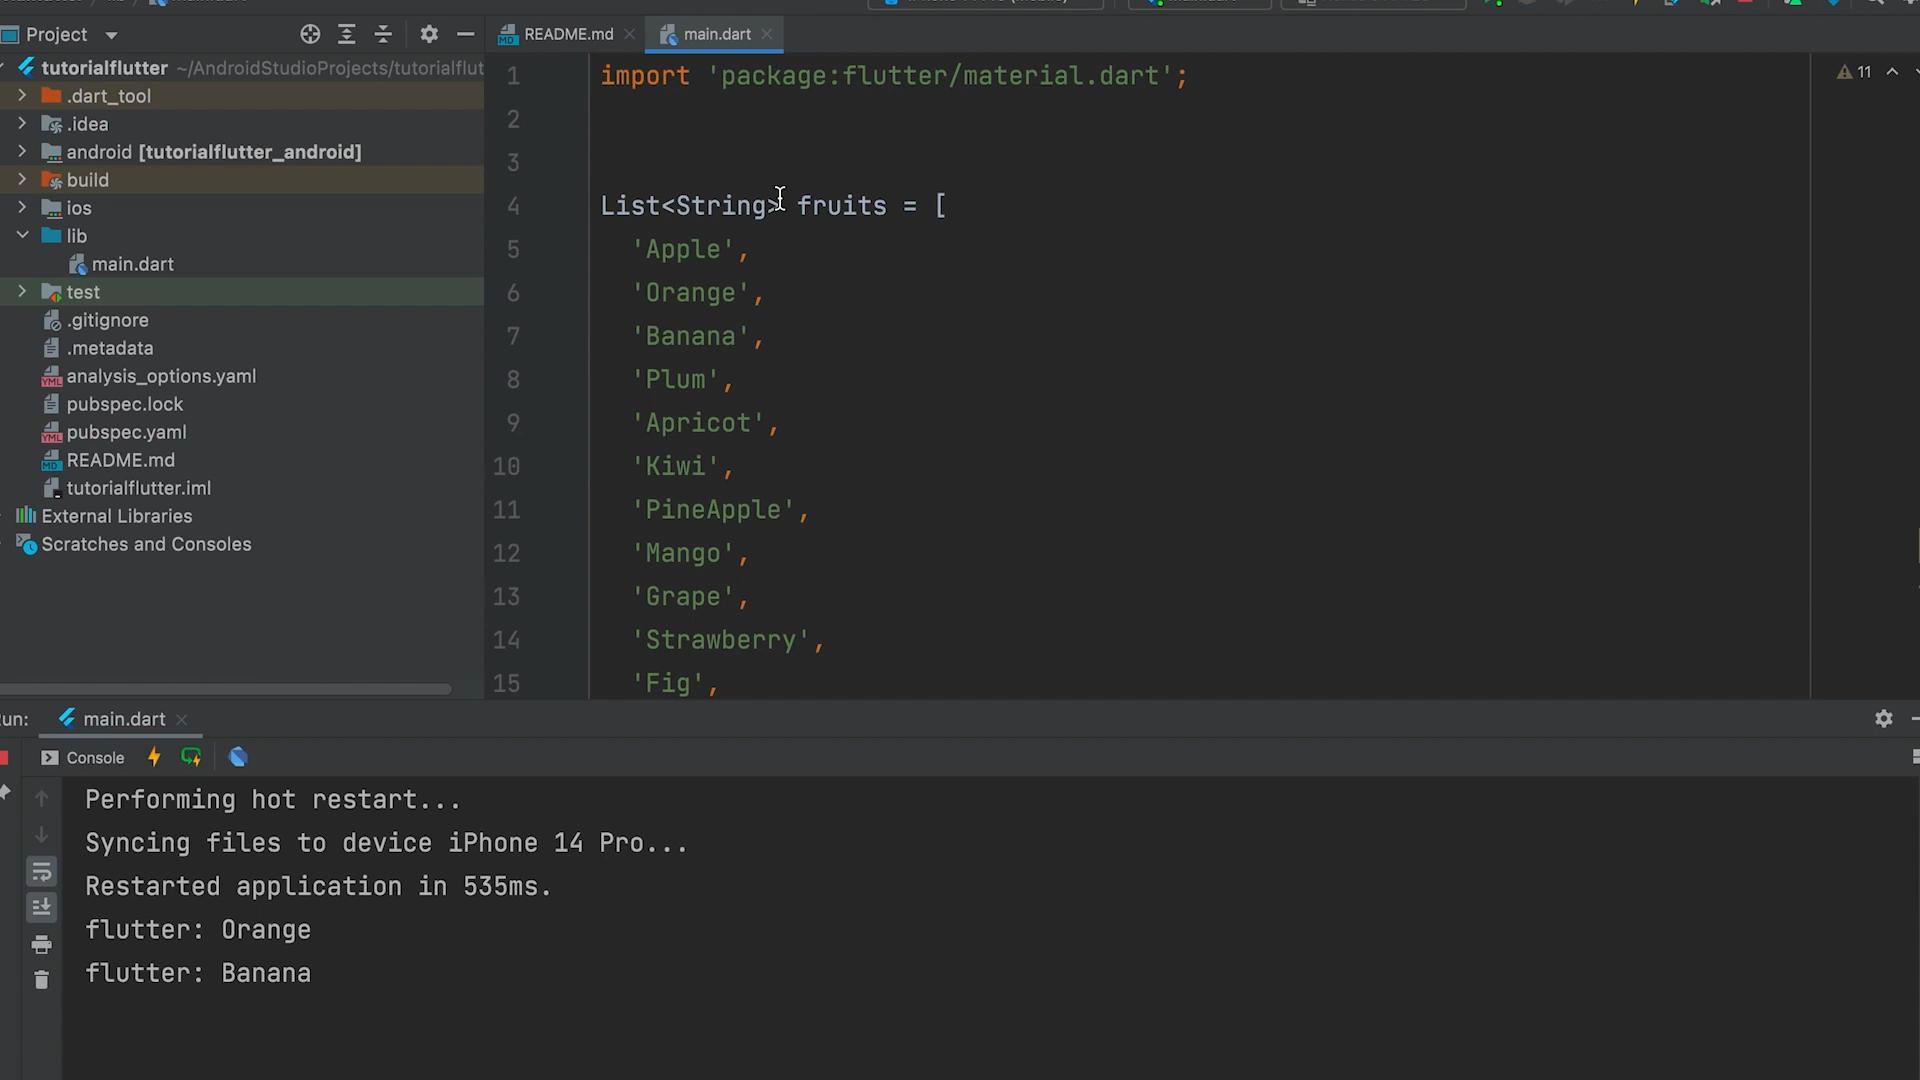 Project
README.md
main.dart
tutorialflutter ~/AndroidStudioProjects/tutorialflut
.dart_tool
.idea
android [tutorialflutter_android]
build
ios
lib
main.dart
test
.gitignore
.metadata
analysis_options.yaml
pubspec.lock
pubspec.yaml
README.md
tutorialflutter.iml
External Libraries
Scratches and Consoles
1 import 'package:flutter/material.dart';
2
3
4 List<String> fruits = [
5 'Apple',
6 'Orange',
7 'Banana',
8 'Plum',
9 'Apricot',
10 'Kiwi',
11 'PineApple',
12 'Mango',
13 'Grape',
14 'Strawberry',
15 'Fig',
11
un: main.dart
Console
Performing hot restart...
Syncing files to device iPhone 14 Pro...
Restarted application in 535ms.
flutter: Orange
flutter: Banana